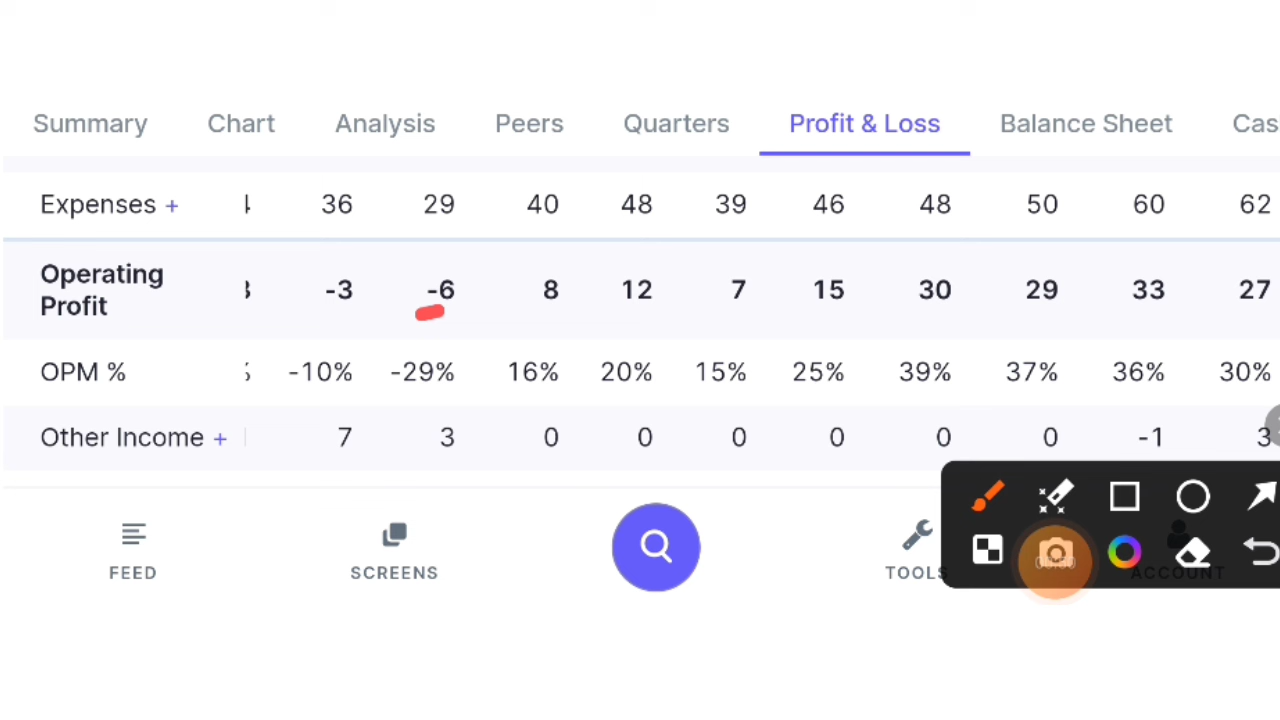 Summary Chart Analysis Peers Quarters Profit & Loss Balance Sheet Cas
Expenses + 36 29 40 48 39 46 48 50 60 62
Operating
Profit
-3 -6 8 12 7 15 30 29 33 27
OPM % -10% -29% 16% 20% 15% 25% 39% 37% 36% 30%
Other Income + 7 3 0 0 0 0 0 0 -1 3
FEED SCREENS TOOLS ACCOUNT